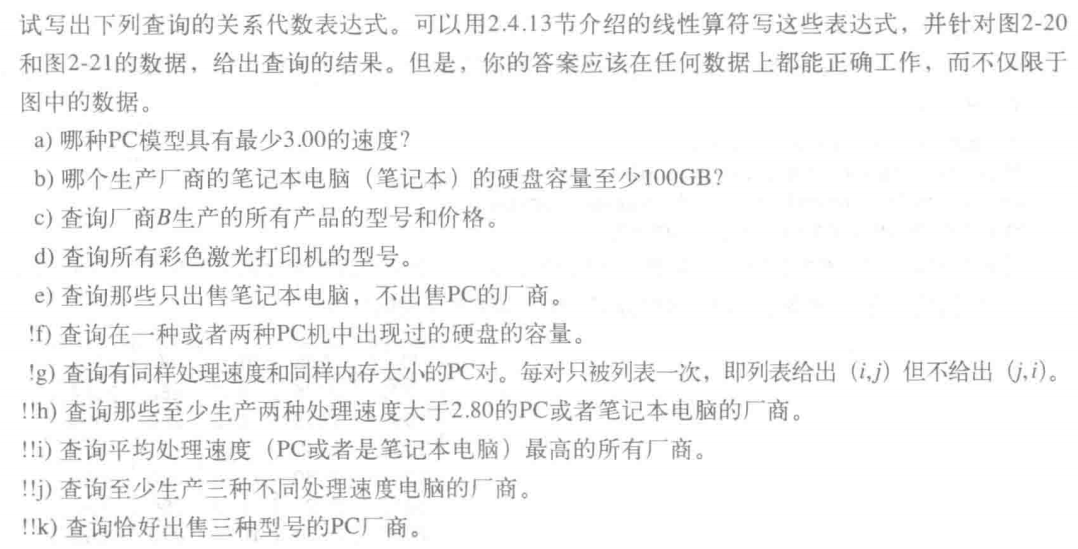 试写出下列查询的关系代数表达式。可以用2.4.13节介绍的线性算符写这些表达式，并针对图2-20
和图2-21的数据，给出查询的结果。但是，你的答案应该在任何数据上都能正确工作，而不仅限于
图中的数据。
a) 哪种PC模型具有最少3.00的速度？
b) 哪个生产厂商的笔记本电脑（笔记本）的硬盘容量至少100GB？
c) 查询厂商B生产的所有产品的型号和价格。
d) 查询所有彩色激光打印机的型号。
e) 查询那些只出售笔记本电脑，不出售PC的厂商。
!f) 查询在一种或者两种PC机中出现过的硬盘的容量。
!g) 查询有同样处理速度和同样内存大小的PC对。每对只被列表一次，即列表给出（i,j）但不给出（j,i）。
!!h) 查询那些至少生产两种处理速度大于2.80的PC或者笔记本电脑的厂商。
!!i) 查询平均处理速度（PC或者是笔记本电脑）最高的所有厂商。
!!j) 查询至少生产三种不同处理速度电脑的厂商。
!!k) 查询恰好出售三种型号的PC厂商。